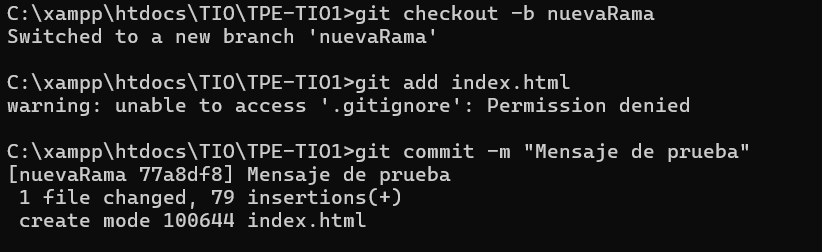 C:\xampp\htdocs\TIO\TPE-TIO1>git checkout -b nuevaRama
Switched to a new branch 'nuevaRama'
C:\xampp\htdocs\TIO\TPE-TIO1>git add index.html
warning: unable to access '.gitignore': Permission denied
C:\xampp\htdocs\TIO\TPE-TIO1>git commit -m "Mensaje de prueba"
[nuevaRama 77a8df8] Mensaje de prueba
 1 file changed, 79 insertions(+)
 create mode 100644 index.html